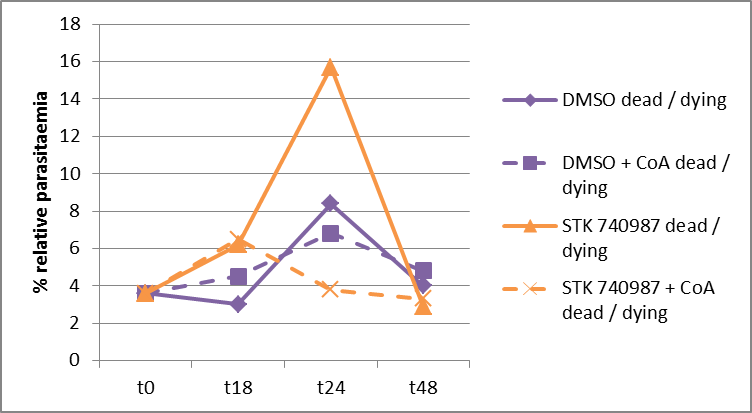 18
16
14
12
10
8
6
4
2
0
% relative parasitaemia
t0 t18 t24 t48
DMSO dead / dying
DMSO + CoA dead /
dying
STK 740987 dead /
dying
STK 740987 + CoA
dead / dying